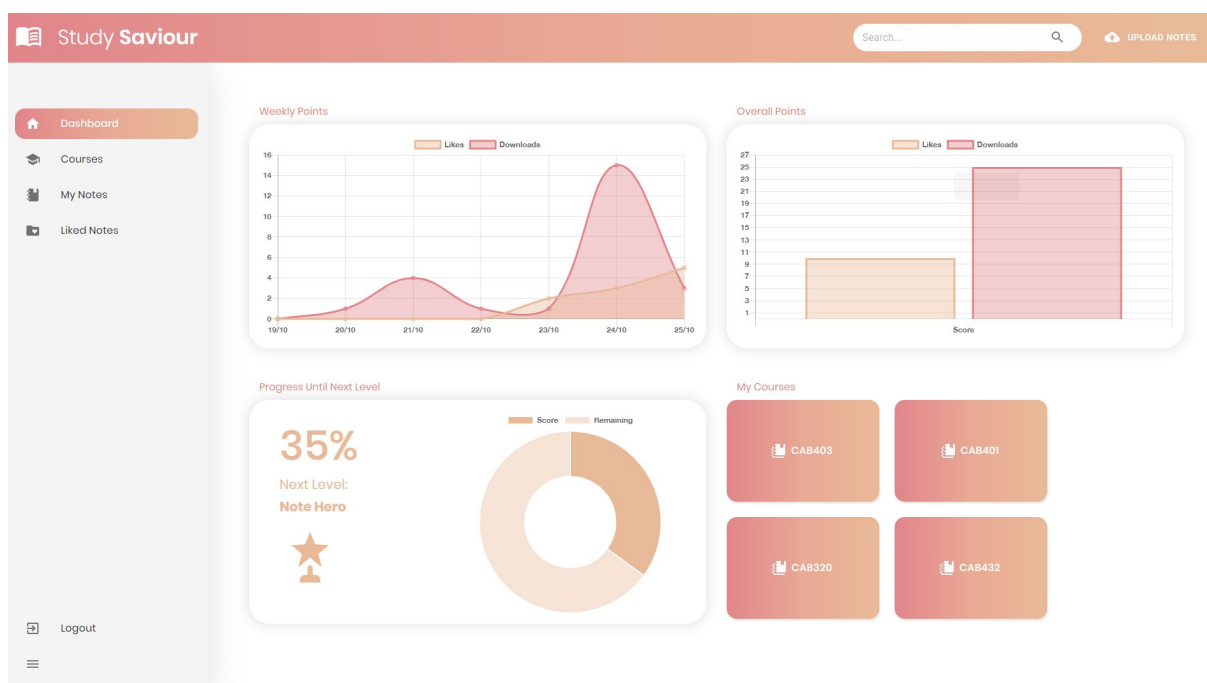 Study Saviour
Search...
UPLOAD NOTES
Dashboard
Courses
My Notes
Liked Notes
Logout
Weekly Points
Likes Downloads
16
14
12
10
8
6
4
2
0
19/10 20/10 21/10 22/10 23/10 24/10 25/10
Overall Points
Likes Downloads
27
25
23
21
19
17
15
13
11
9
7
5
3
1
Score
Progress Until Next Level
35%
Next Level:
Note Hero
Score Remaining
My Courses
CAB403 CAB401
CAB320 CAB432